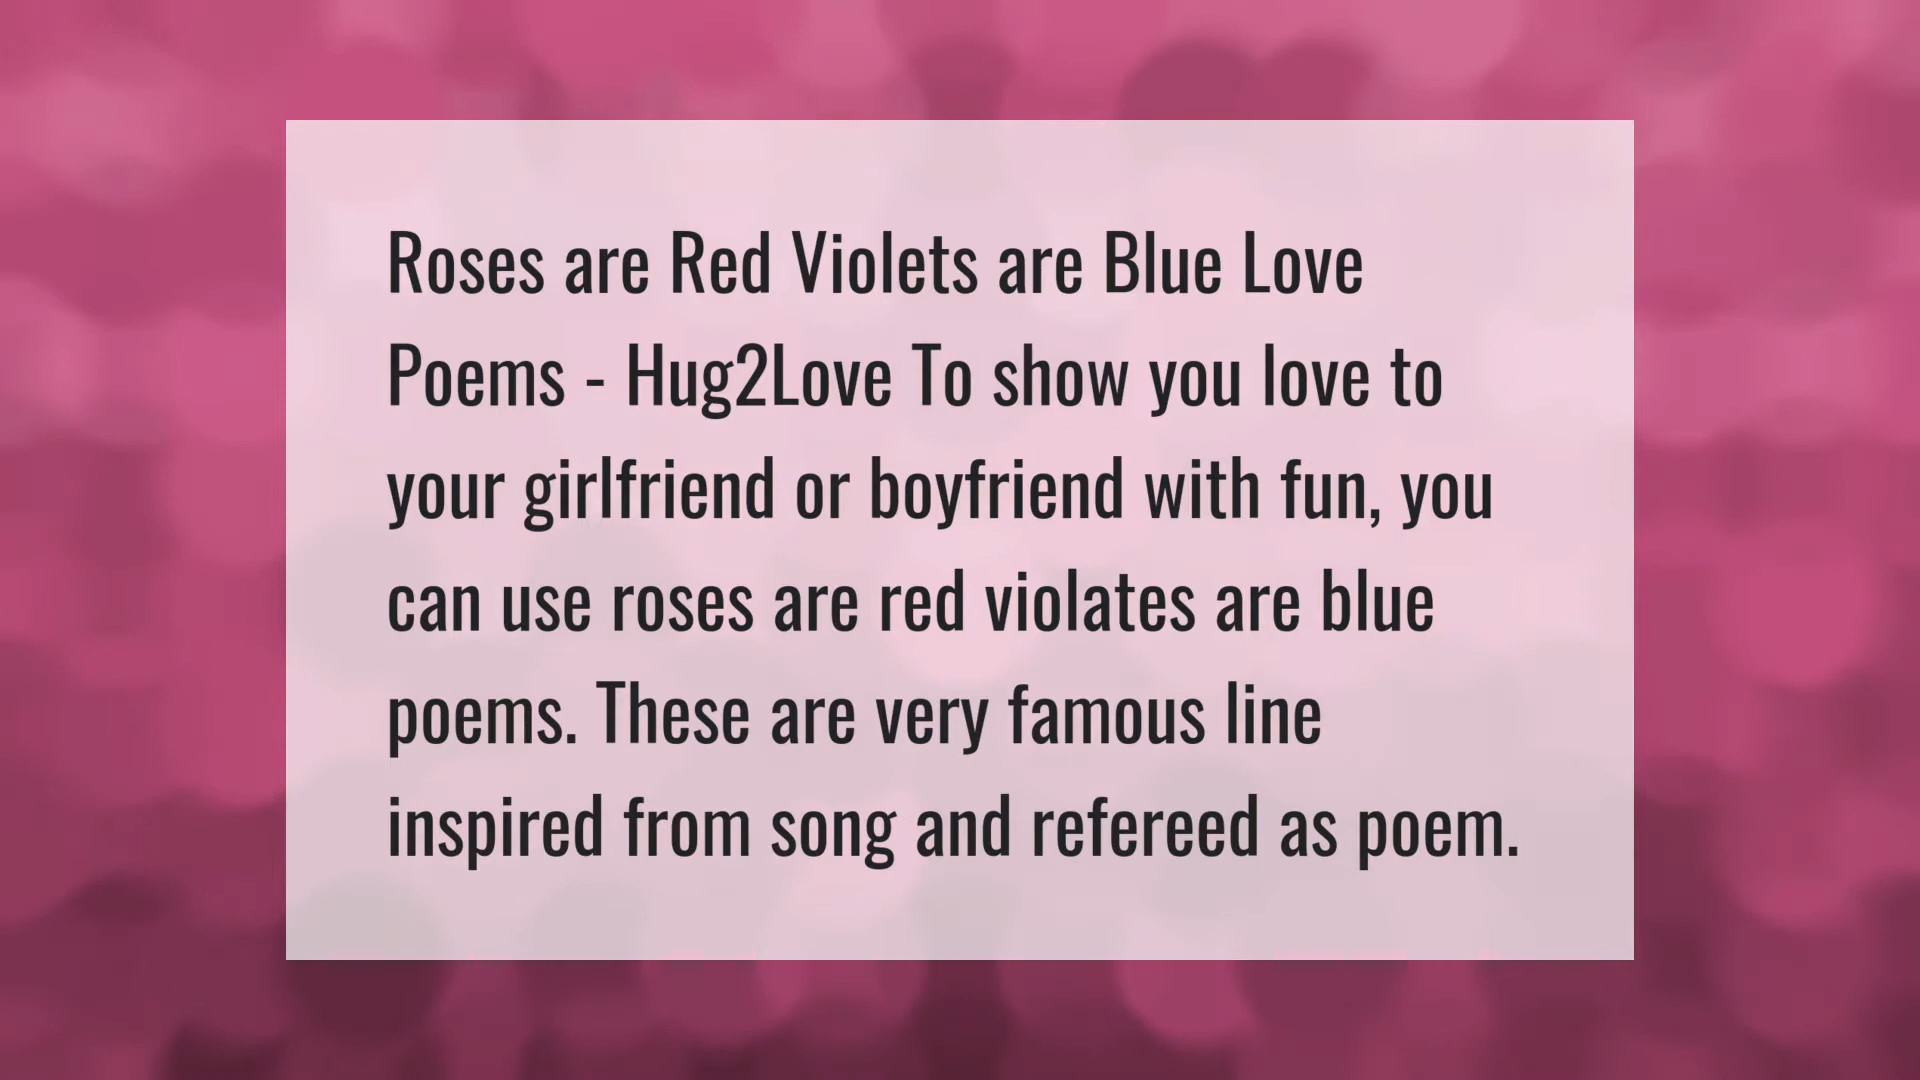 Roses are Red Violets are Blue Love
Poems - Hug2Love To show you love to
your girlfriend or boyfriend with fun, you
can use roses are red violates are blue
poems. These are very famous line
inspired from song and refereed as poem.